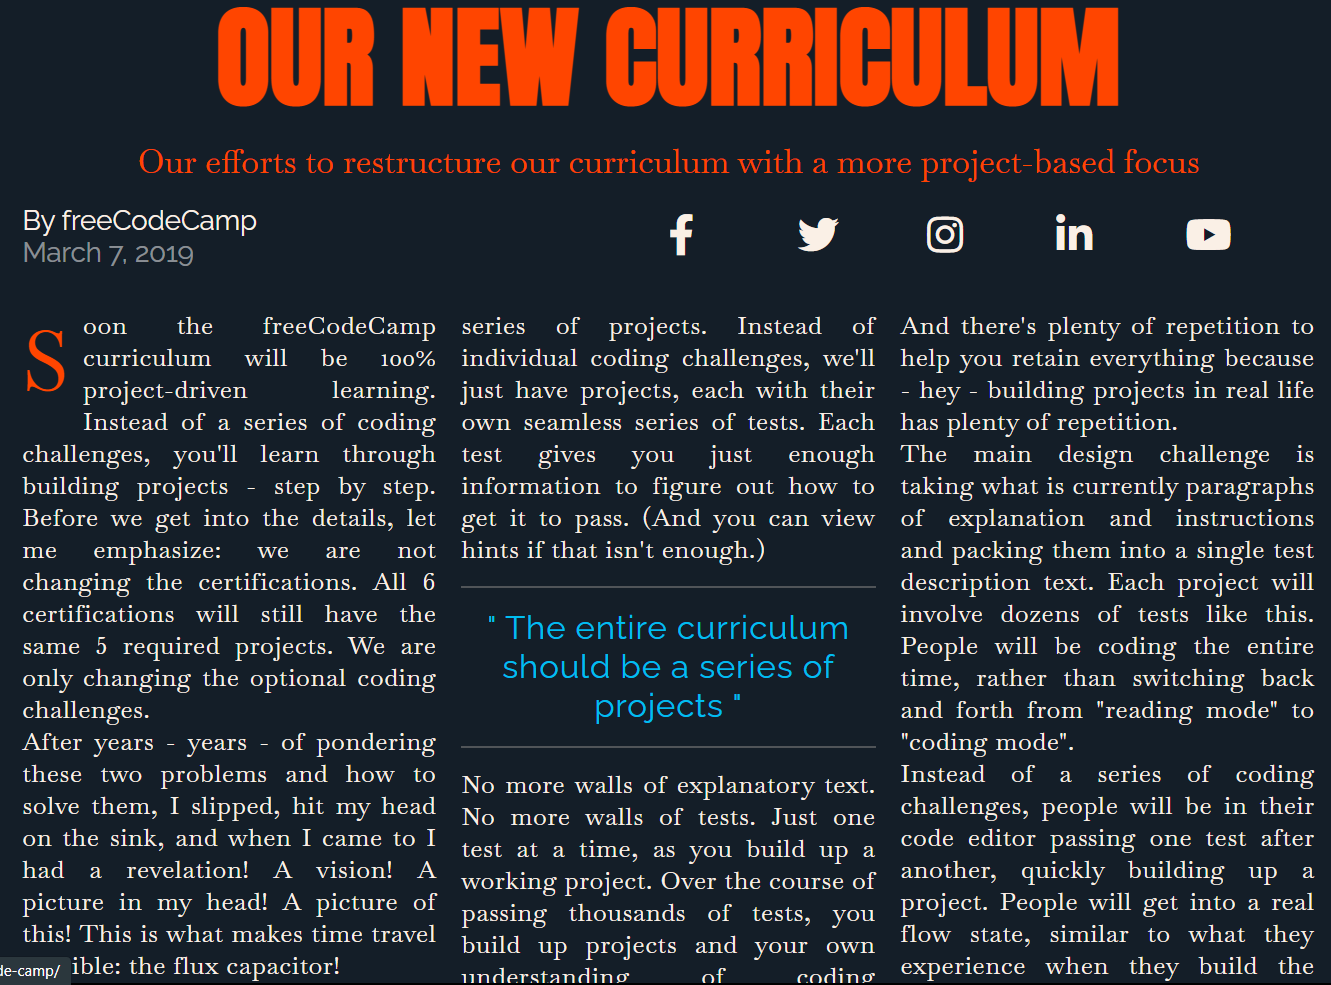 OUR NEW CURRICULUM
Our efforts to restructure our curriculum with a more project-based focus
By freeCodeCamp
March 7, 2019
Soon the freeCodeCamp
curriculum will be 100%
project-driven learning.
Instead of a series of coding
challenges, you'll learn through
building projects - step by step.
Before we get into the details, let
me emphasize: we are not
changing the certifications. All 6
certifications will still have the
same 5 required projects. We are
only changing the optional coding
challenges.
After years - years - of pondering
these two problems and how to
solve them, I slipped, hit my head
on the sink, and when I came to I
had a revelation! A vision! A
picture in my head! A picture of
this! This is what makes time travel
ible: the flux capacitor!
de-camp/
series of projects. Instead of
individual coding challenges, we'll
just have projects, each with their
own seamless series of tests. Each
test gives you just enough
information to figure out how to
get it to pass. (And you can view
hints if that isn't enough.)
" The entire curriculum
should be a series of
projects "
No more walls of explanatory text.
No more walls of tests. Just one
test at a time, as you build up a
working project. Over the course of
passing thousands of tests, you
build up projects and your own
understanding of coding
And there's plenty of repetition to
help you retain everything because
- hey - building projects in real life
has plenty of repetition.
The main design challenge is
taking what is currently paragraphs
of explanation and instructions
and packing them into a single test
description text. Each project will
involve dozens of tests like this.
People will be coding the entire
time, rather than switching back
and forth from "reading mode" to
"coding mode".
Instead of a series of coding
challenges, people will be in their
code editor passing one test after
another, quickly building up a
project. People will get into a real
flow state, similar to what they
experience when they build the